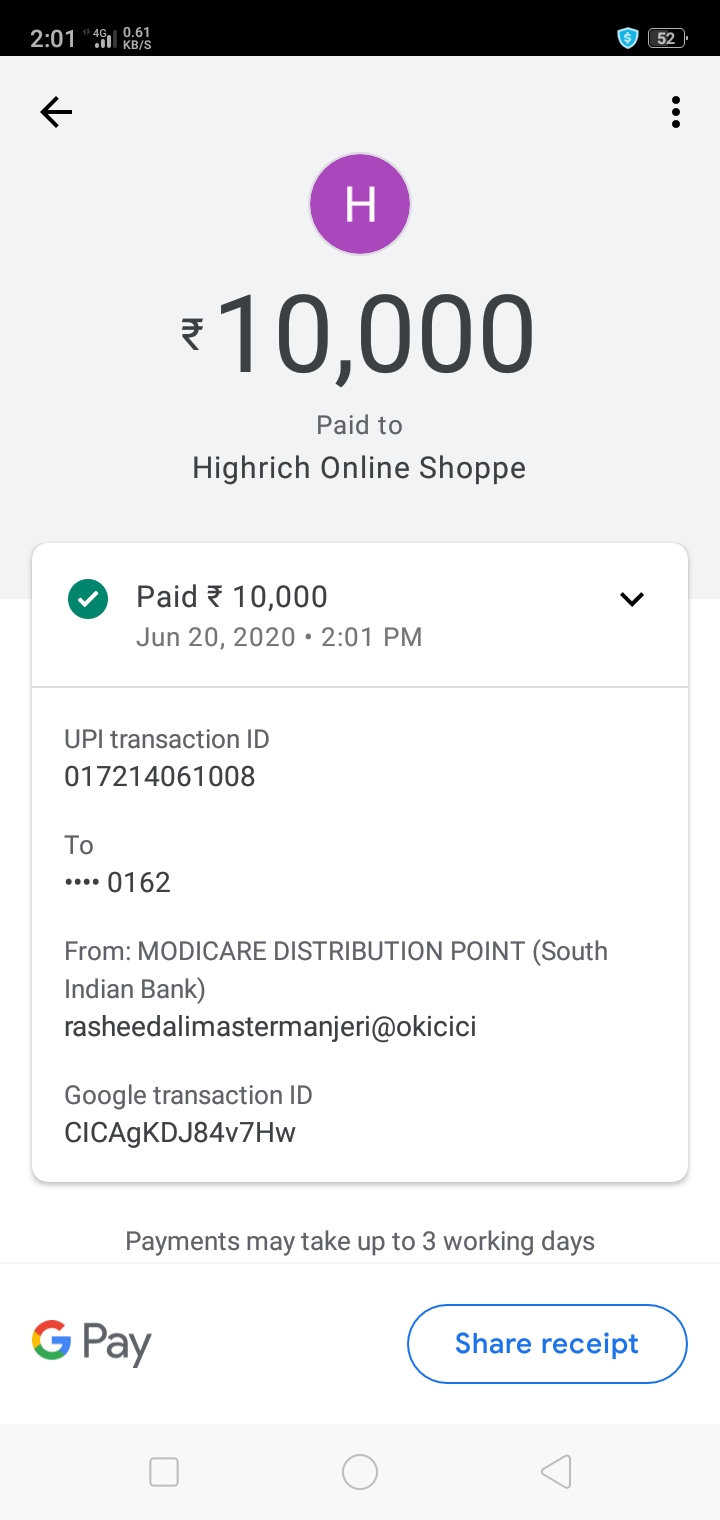 2:01 4G 0.61 KB/S 52
H
₹10,000
Paid to
Highrich Online Shoppe
Paid ₹ 10,000
Jun 20, 2020 • 2:01 PM
UPI transaction ID
017214061008
To
•••• 0162
From: MODICARE DISTRIBUTION POINT (South
Indian Bank)
rasheedalimastermanjeri@okicici
Google transaction ID
CICAgKDJ84v7Hw
Payments may take up to 3 working days
G Pay
Share receipt